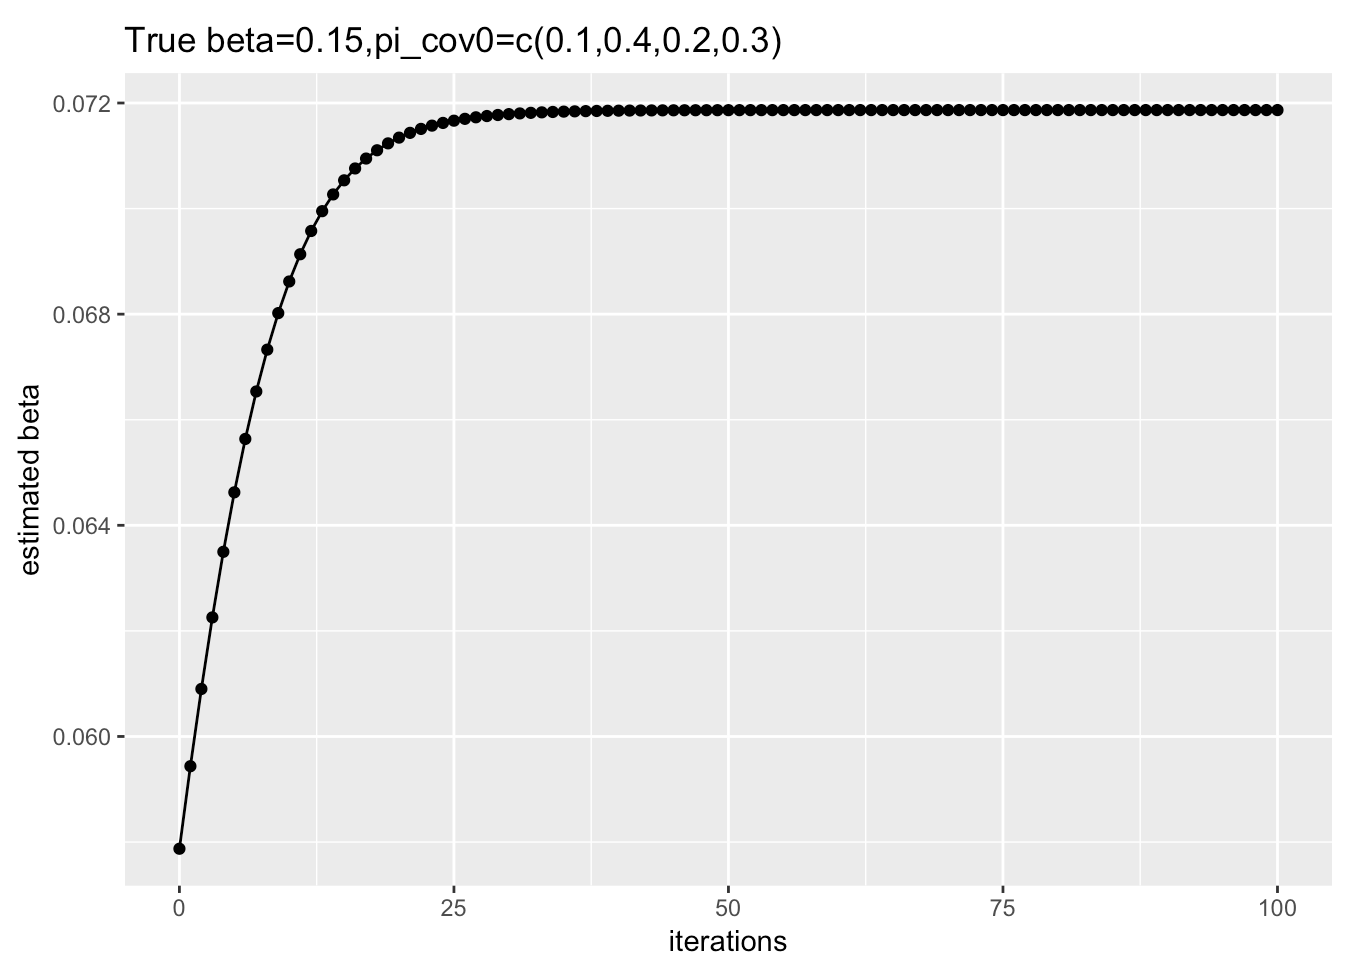 True beta=0.15,pi_cov0=c(0.1,0.4,0.2,0.3)
0.072
0.068
0.064
0.060
estimated beta
0 25 50 75 100
iterations